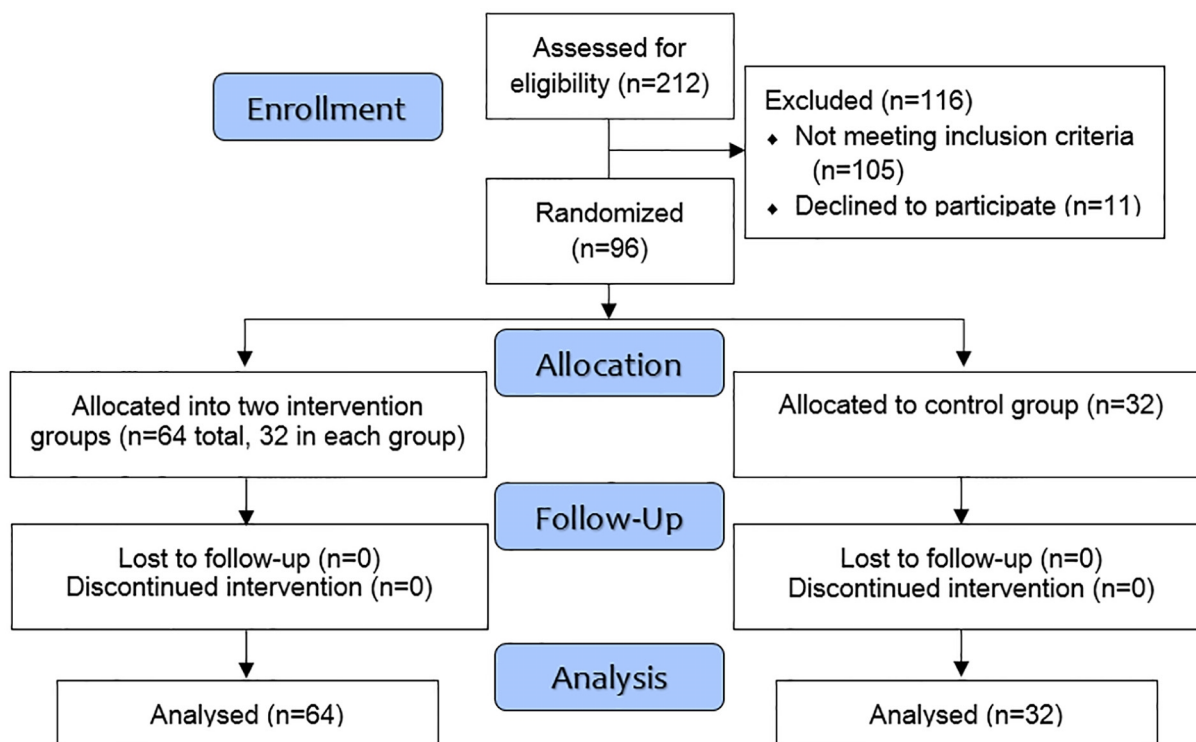 Assessed for
eligibility (n=212)
Enrollment
Excluded (n=116)
⬧ Not meeting inclusion criteria
(n=105)
⬧ Declined to participate (n=11)
Randomized
(n=96)
Allocation
Allocated into two intervention
groups (n=64 total, 32 in each group)
Allocated to control group (n=32)
Follow-Up
Lost to follow-up (n=0)
Discontinued intervention (n=0)
Lost to follow-up (n=0)
Discontinued intervention (n=0)
Analysis
Analysed (n=64)
Analysed (n=32)